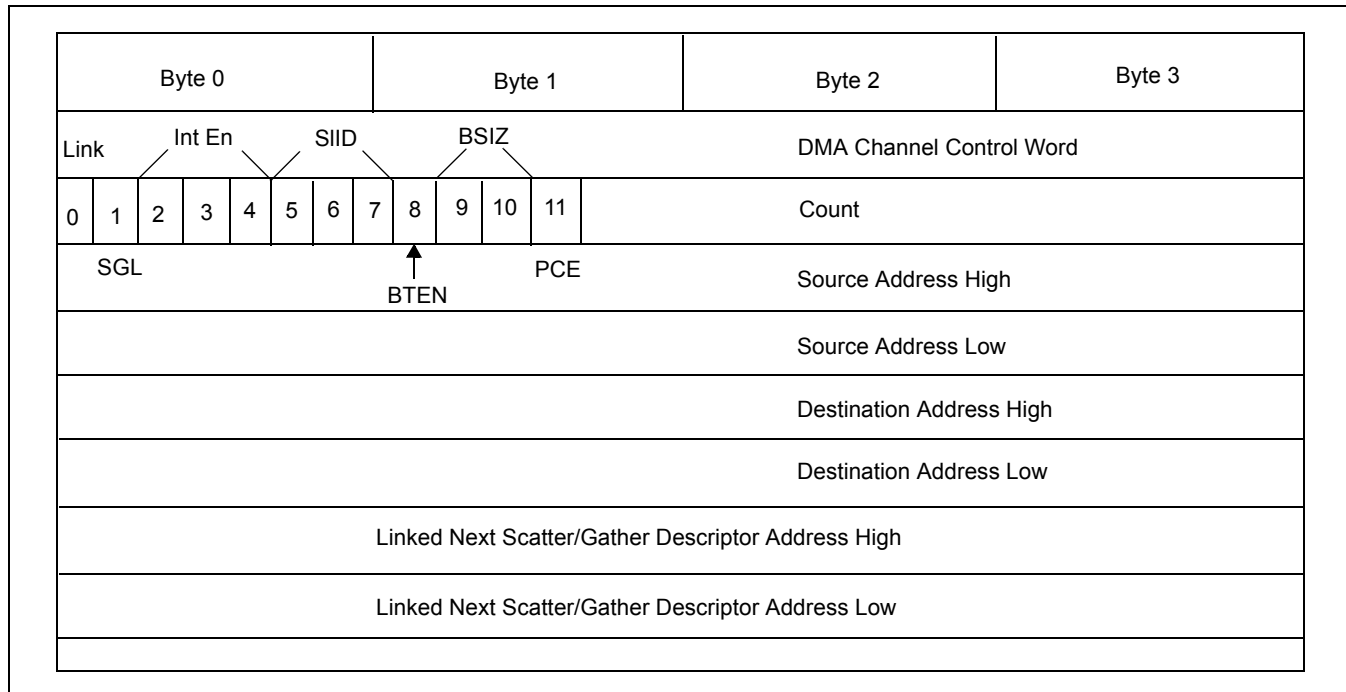 Byte 0 Byte 1 Byte 2 Byte 3
Link Int En SIID BSIZ DMA Channel Control Word
0 1 2 3 4 5 6 7 8 9 10 11 Count
SGL BTEN PCE Source Address High
Source Address Low
Destination Address High
Destination Address Low
Linked Next Scatter/Gather Descriptor Address High
Linked Next Scatter/Gather Descriptor Address Low